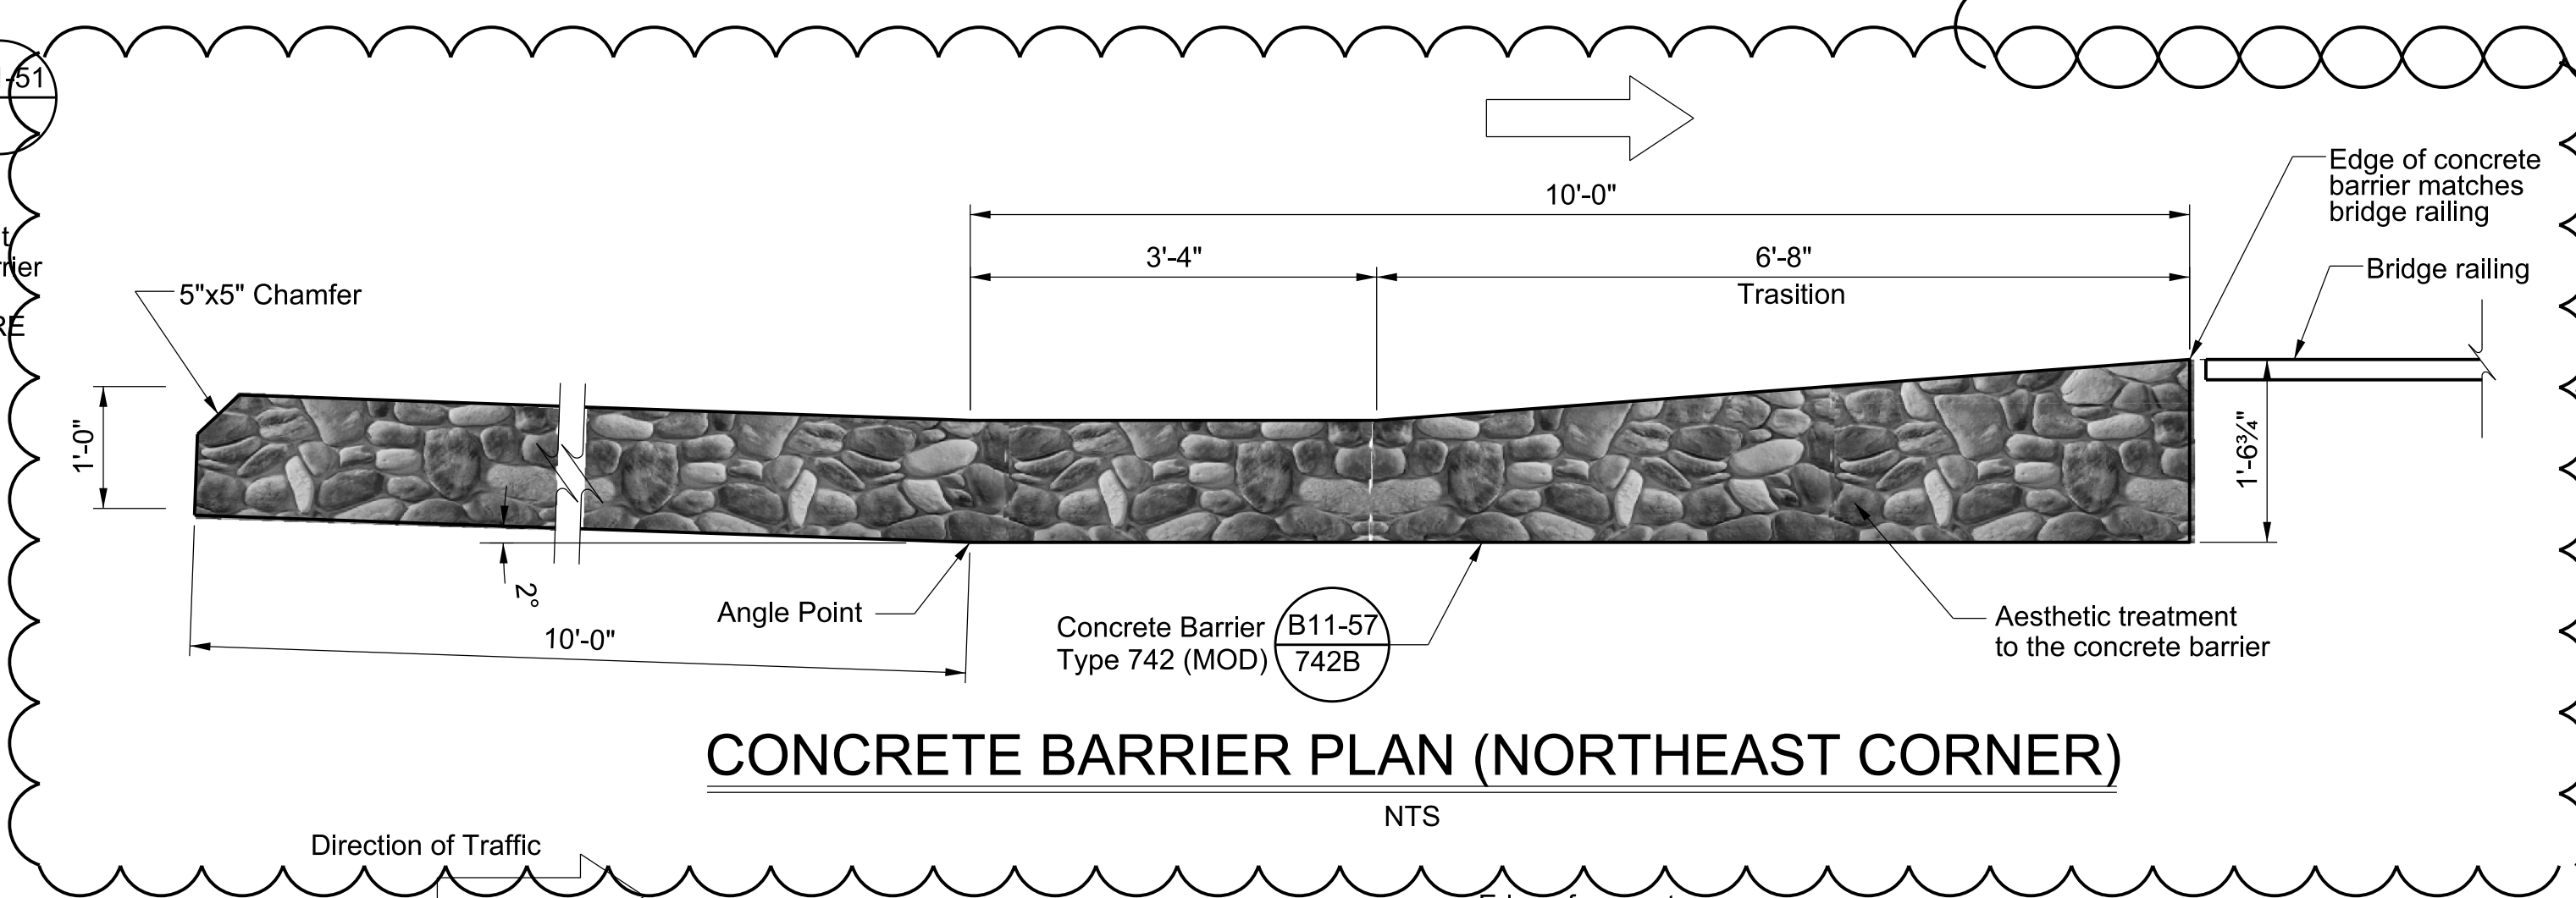 -51
10'-0"
Edge of concrete
barrier matches
bridge railing
3'-4"
6'-8"
Trasition
Bridge railing
t
rrier
RE
5"x5" Chamfer
1'-0"
1'-6¾"
2°
Angle Point
10'-0"
Concrete Barrier
Type 742 (MOD)
B11-57
742B
Aesthetic treatment
to the concrete barrier
CONCRETE BARRIER PLAN (NORTHEAST CORNER)
NTS
Direction of Traffic